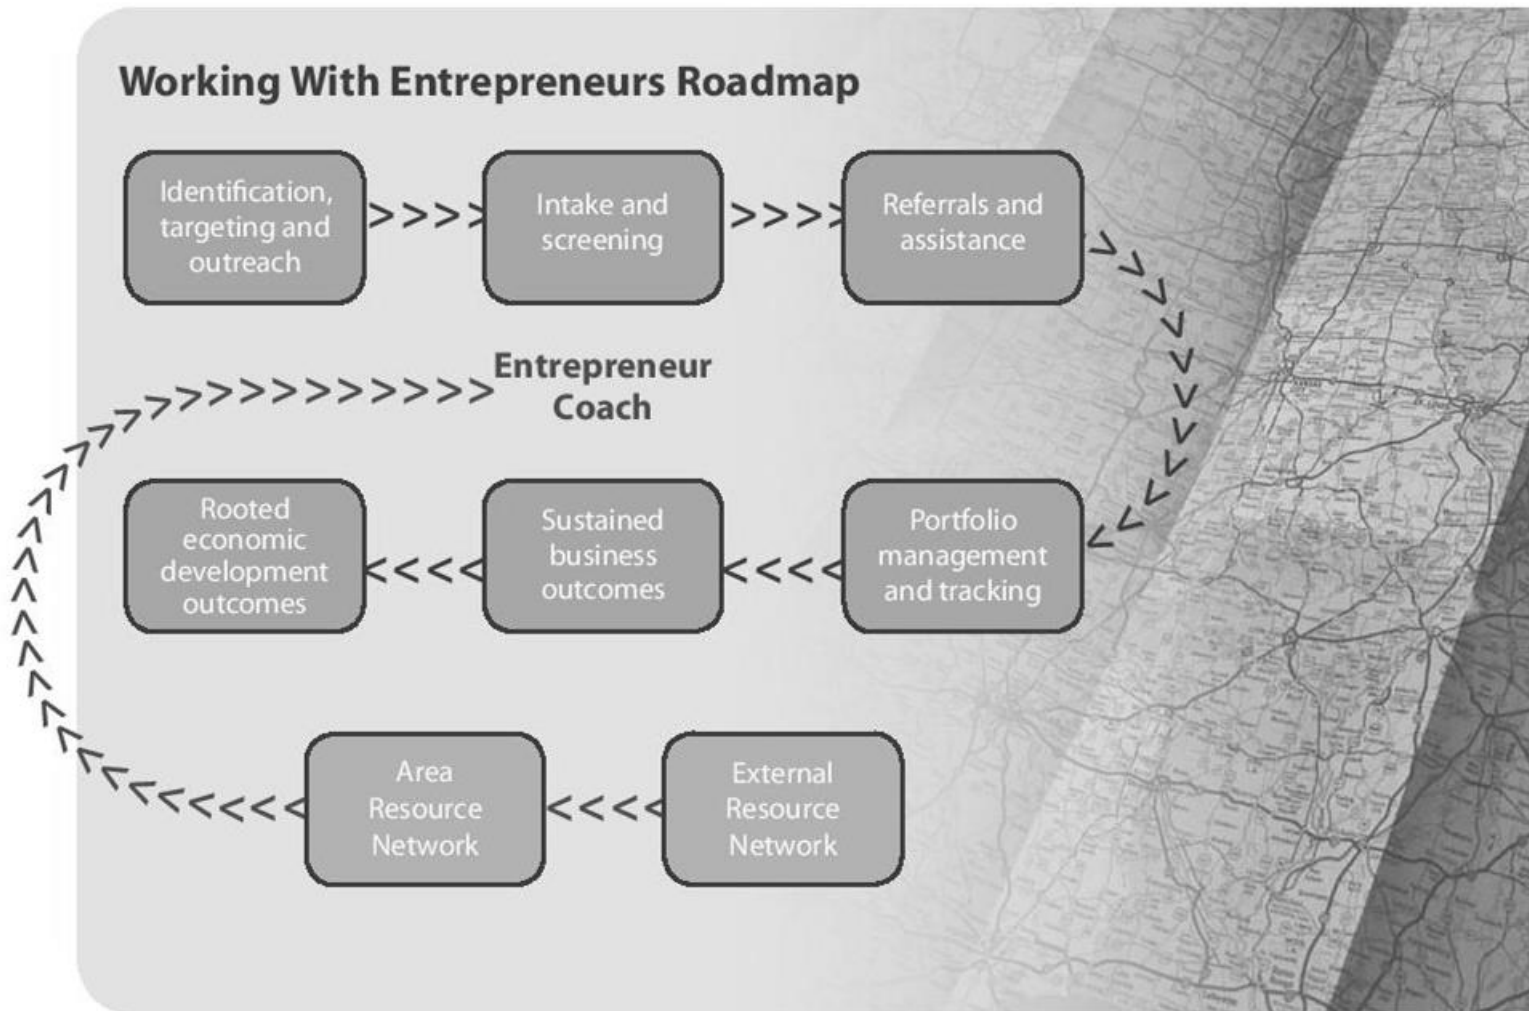 Working With Entrepreneurs Roadmap
Identification,
targeting and
outreach
Intake and
screening
Referrals and
assistance
Entrepreneur
Coach
Rooted
economic
development
outcomes
Sustained
business
outcomes
Portfolio
management
and tracking
Area
Resource
Network
External
Resource
Network